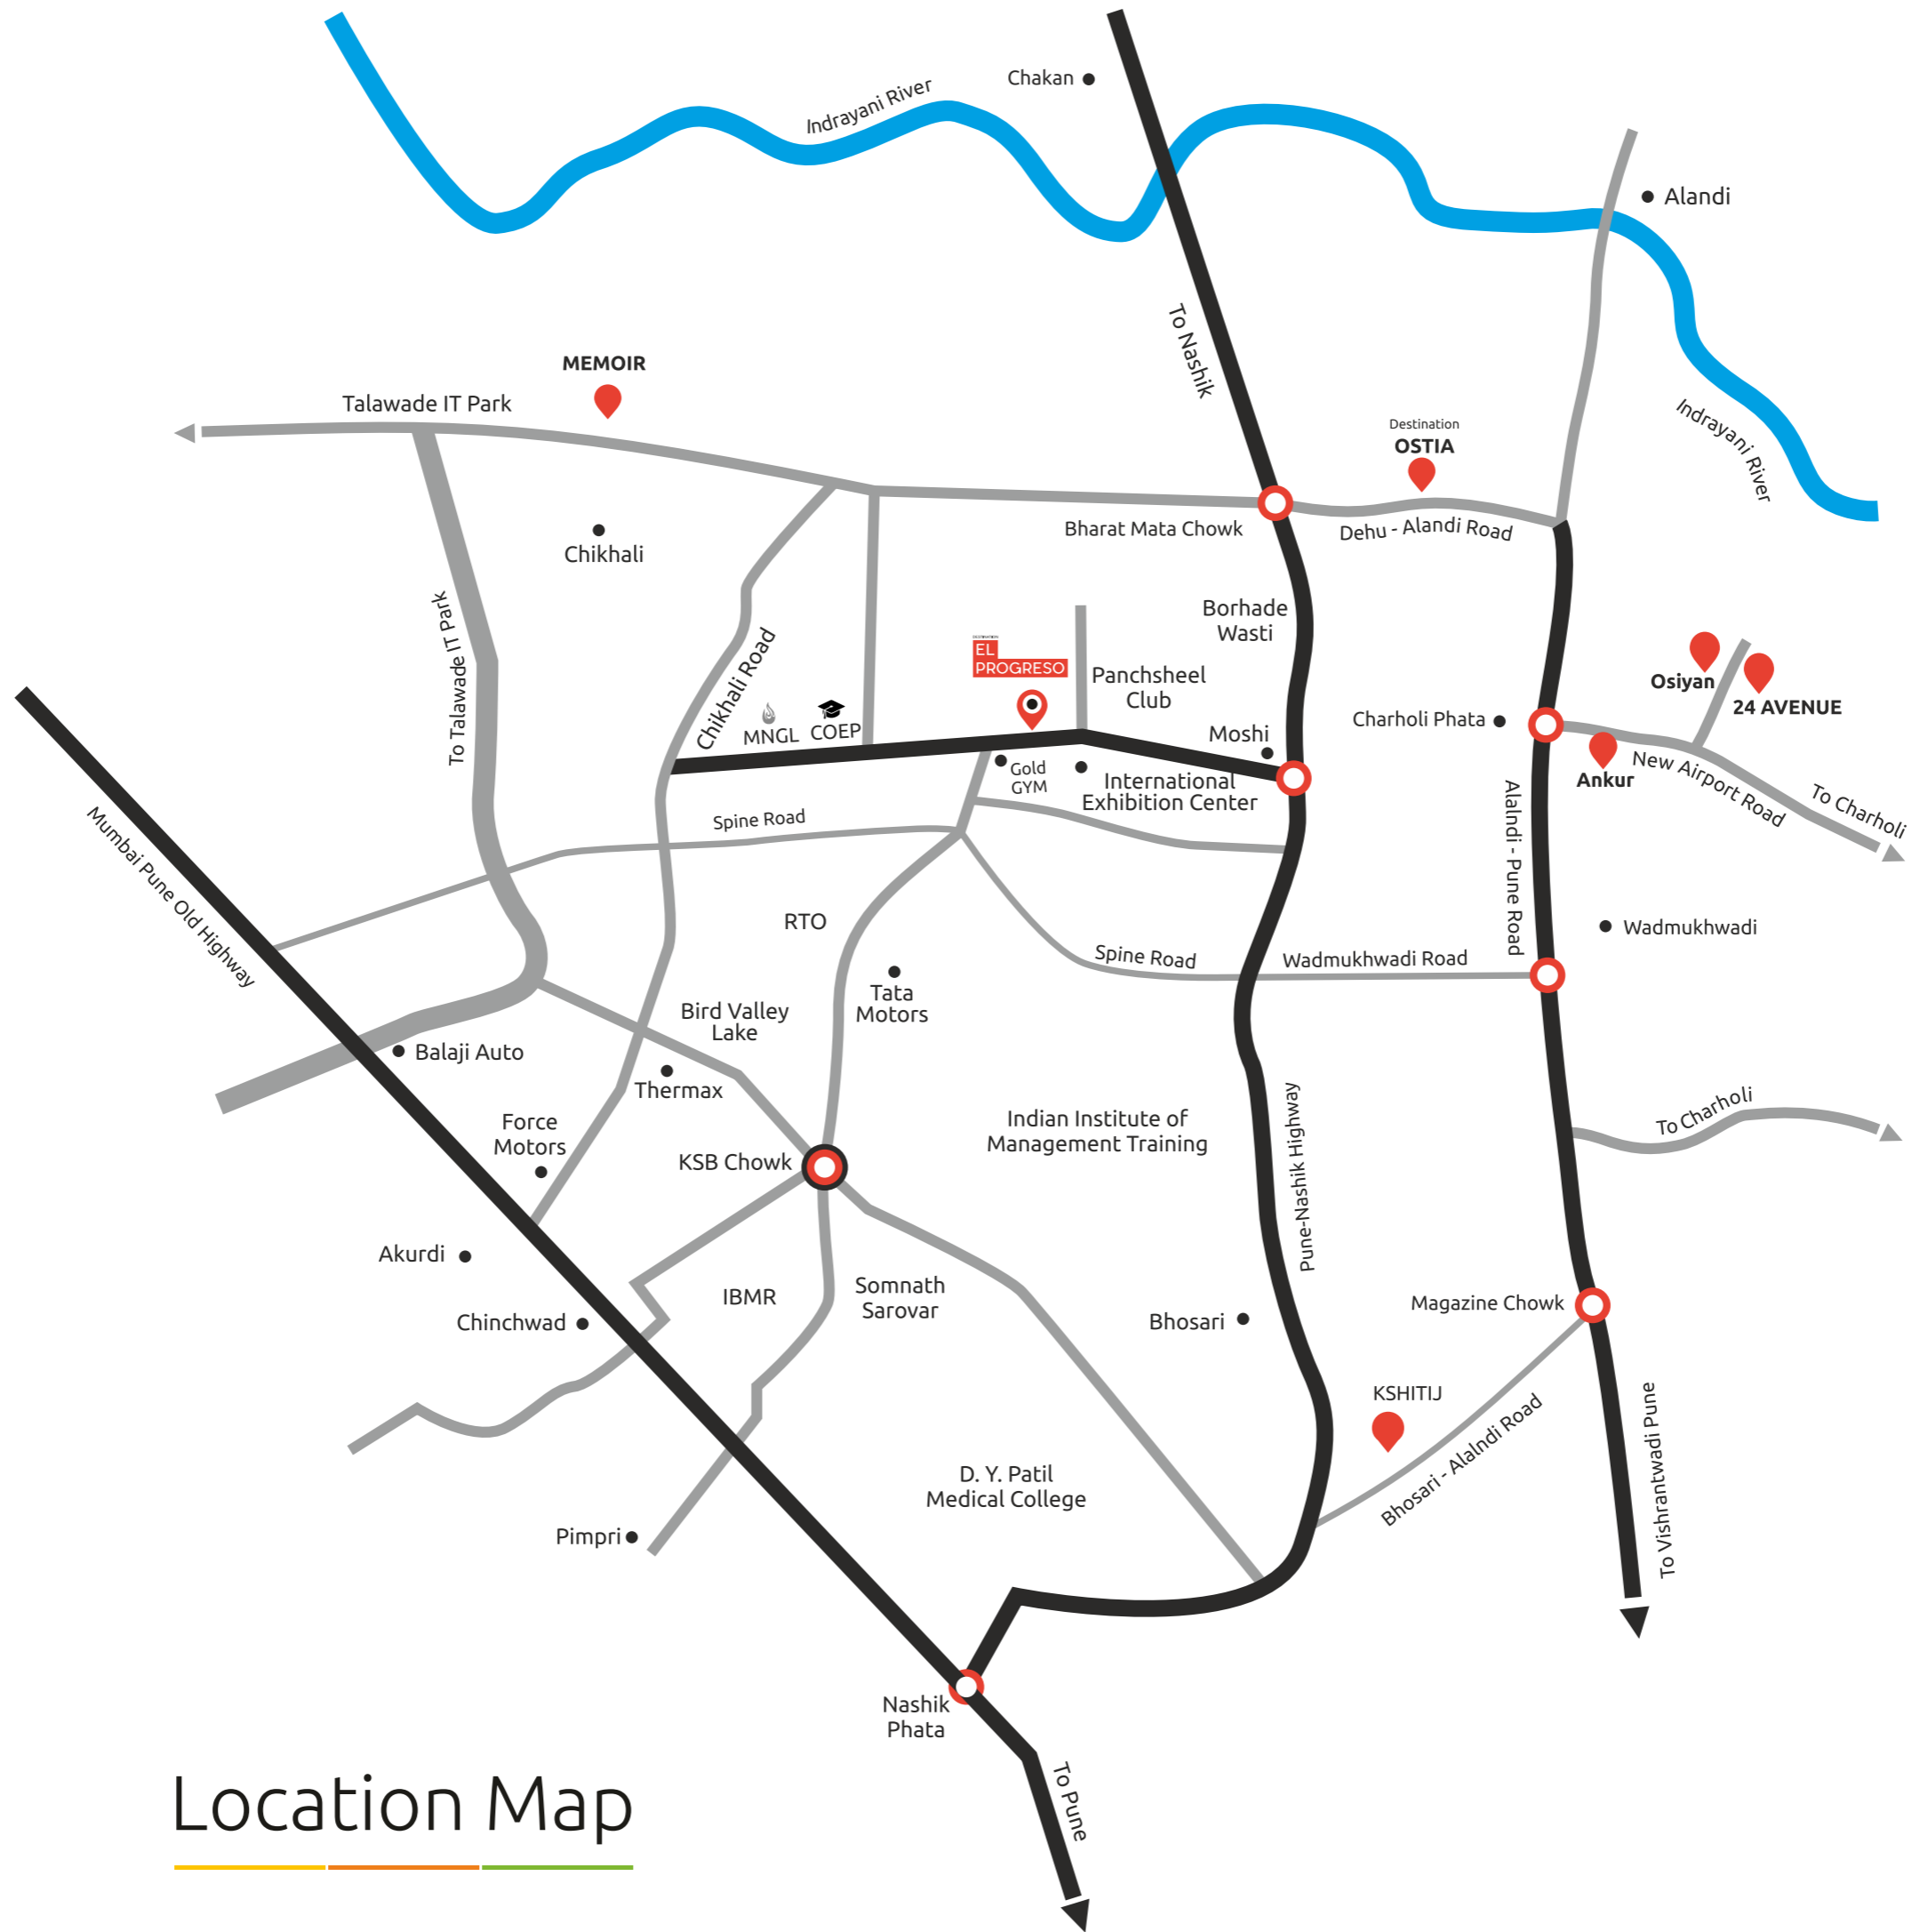 Chakan
Indrayani River
Alandi
To Nashik
MEMOIR
Talawade IT Park
Destination
OSTIA
Indrayani River
Bharat Mata Chowk
Dehu - Alandi Road
Chikhali
To Talawade IT Park
Borhade
Wasti
Chikhali Road
EL
PROGRESO
Panchsheel
Club
Osiyan
24 AVENUE
MNGL
COEP
Moshi
Charoli Phata
Gold
GYM
International
Exhibition Center
Ankur
New Airport Road
To Charholi
Spine Road
Mumbai Pune Old Highway
Alalndi - Pune Road
RTO
Wadmukhwadi
Spine Road
Wadmukhwadi Road
Tata
Motors
Bird Valley
Lake
Balaji Auto
Thermax
Force
Motors
Indian Institute of
Management Training
To Charholi
KSB Chowk
Pune-Nashik Highway
Akurdi
IBMR
Somnath
Sarovar
Chinchwad
Bhosari
Magazine Chowk
KSHITIJ
Bhosari - Alalndi Road
To Vishrantwadi Pune
D. Y. Patil
Medical College
Pimpri
Nashik
Phata
To Pune
Location Map